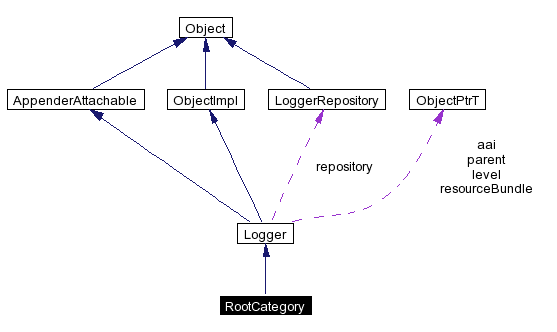 Object
AppenderAttachable
ObjectImpl
LoggerRepository
ObjectPtrT
aai
parent
level
resourceBundle
repository
Logger
RootCategory